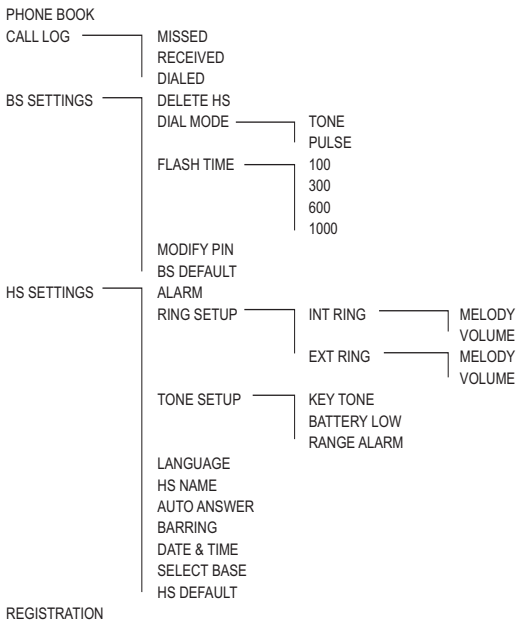 PHONE BOOK
CALL LOG MISSED
RECEIVED
DIALED
BS SETTINGS DELETE HS
DIAL MODE TONE
PULSE
FLASH TIME 100
300
600
1000
MODIFY PIN
BS DEFAULT
HS SETTINGS ALARM
RING SETUP INT RING MELODY
VOLUME
EXT RING MELODY
VOLUME
TONE SETUP KEY TONE
BATTERY LOW
RANGE ALARM
LANGUAGE
HS NAME
AUTO ANSWER
BARRING
DATE & TIME
SELECT BASE
HS DEFAULT
REGISTRATION